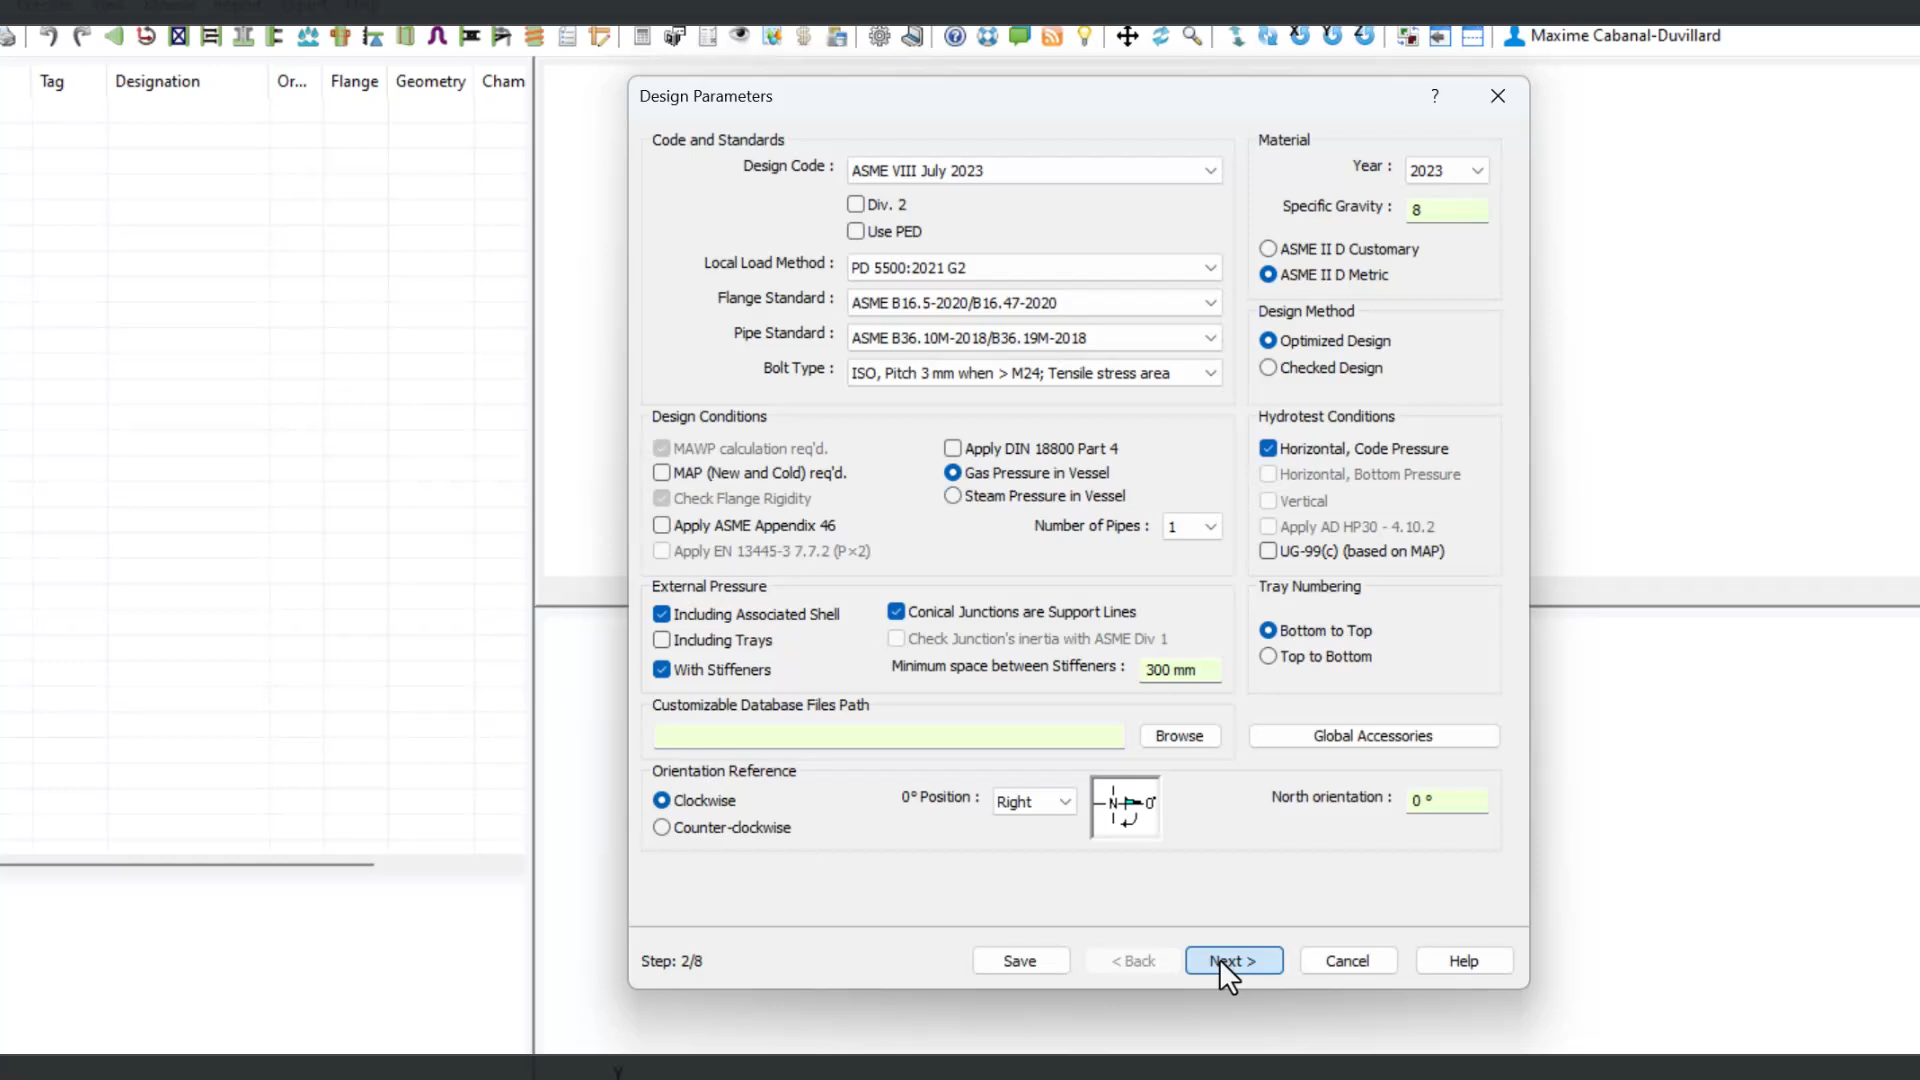 Maxime Cabanal-Duvillard
Tag Designation Or... Flange Geometry Cham
Design Parameters ?
Code and Standards
Design Code : ASME VIII July 2023
Div. 2
Use PED
Local Load Method : PD 5500:2021 G2
Flange Standard : ASME B16.5-2020/B16.47-2020
Pipe Standard : ASME B36.10M-2018/B36.19M-2018
Bolt Type : ISO, Pitch 3 mm when > M24; Tensile stress area
Material
Year : 2023
Specific Gravity : 8
ASME II D Customary
ASME II D Metric
Design Method
Optimized Design
Checked Design
Design Conditions
MAWP calculation req'd.
MAP (New and Cold) req'd.
Check Flange Rigidity
Apply ASME Appendix 46
Apply EN 13445-3 7.7.2 (P×2)
Apply DIN 18800 Part 4
Gas Pressure in Vessel
Steam Pressure in Vessel
Number of Pipes : 1
Hydrotest Conditions
Horizontal, Code Pressure
Horizontal, Bottom Pressure
Vertical
Apply AD HP30 - 4.10.2
UG-99(c) (based on MAP)
External Pressure
Including Associated Shell
Including Trays
With Stiffeners
Conical Junctions are Support Lines
Check Junction's inertia with ASME Div 1
Minimum space between Stiffeners : 300 mm
Tray Numbering
Bottom to Top
Top to Bottom
Customizable Database Files Path
Browse
Global Accessories
Orientation Reference
Clockwise
Counter-clockwise
0° Position : Right
N 0°
North orientation : 0 °
Step: 2/8 Save < Back Next > Cancel Help
Y